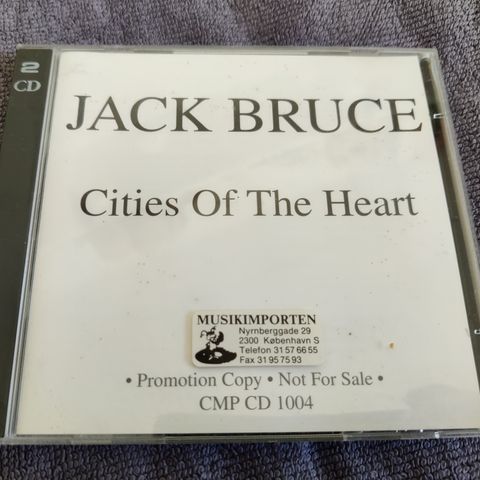 2
CD
JACK BRUCE
Cities Of The Heart
MUSIKIMPORTEN
Nyrnberggade 29
2300 København S
Telefon 31 57 66 55
Fax 31 95 75 93
• Promotion Copy • Not For Sale •
CMP CD 1004